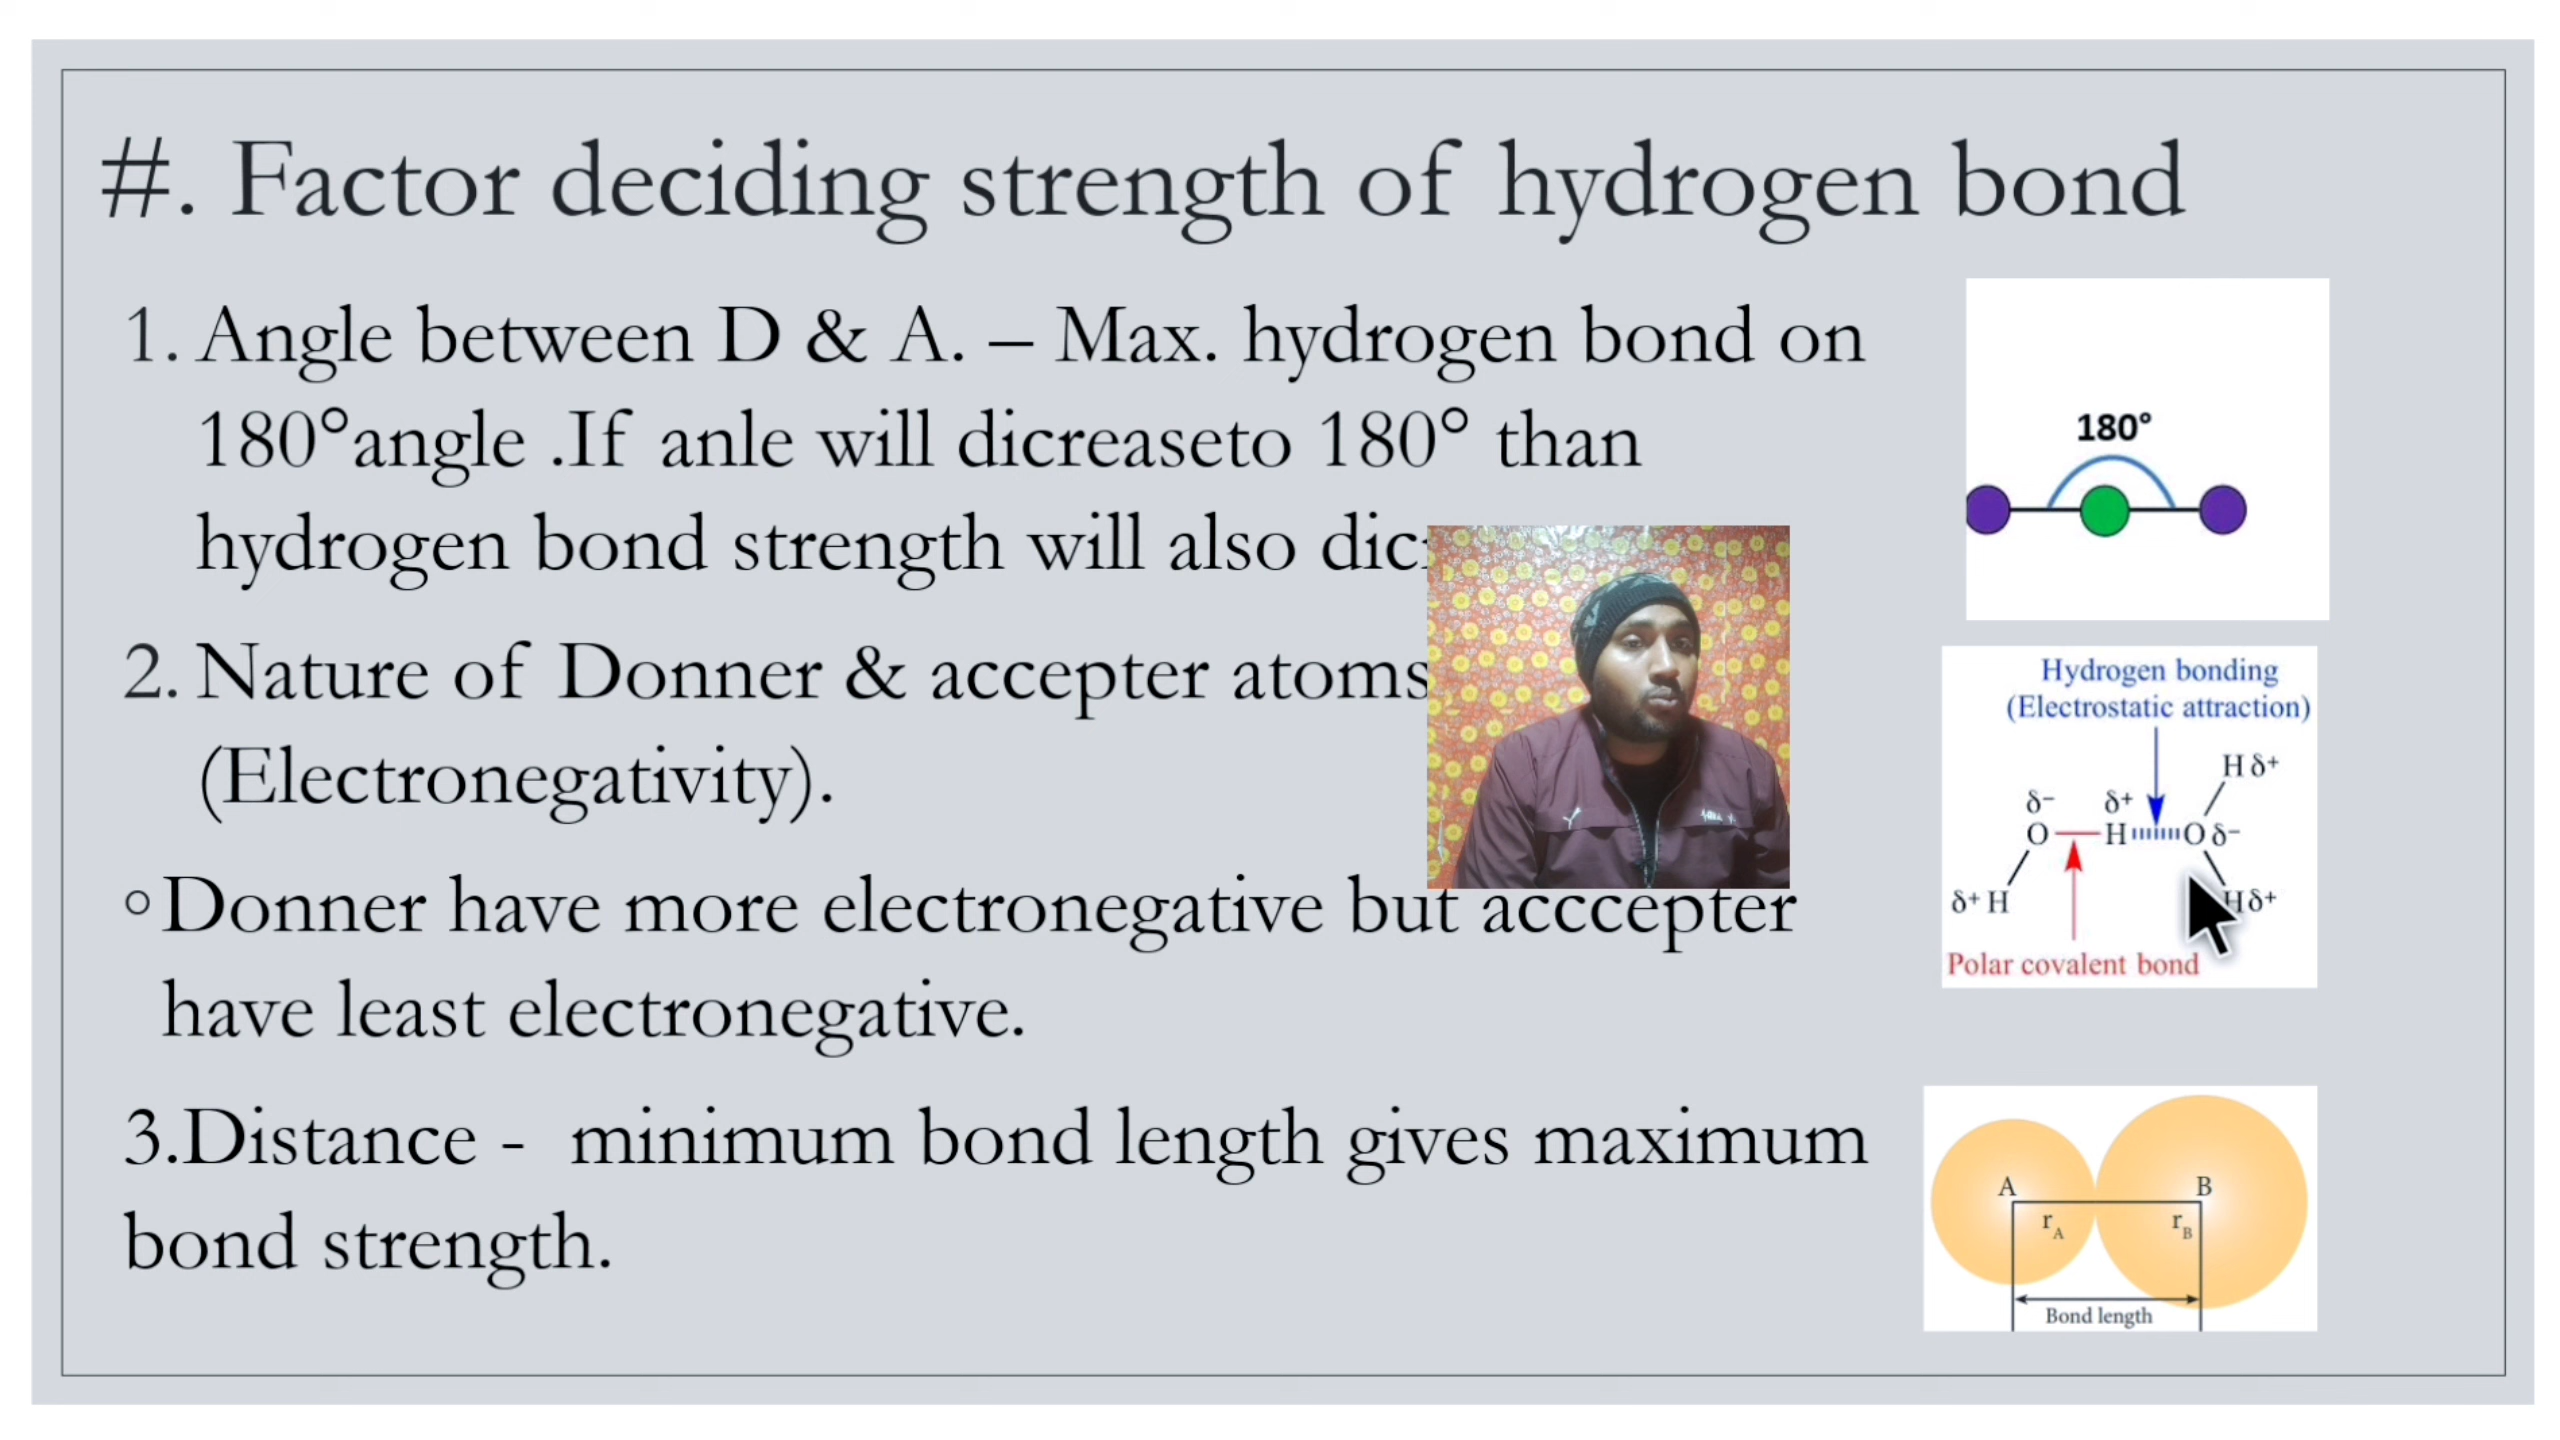 #. Factor deciding strength of hydrogen bond
1. Angle between D & A. – Max. hydrogen bond on
180°angle .If anle will dicreaseto 180° than
hydrogen bond strength will also
2. Nature of Donner & accepter atoms
(Electronegativity).
◦Donner have more electronegative but acccepter
have least electronegative.
3.Distance - minimum bond length gives maximum
bond strength.
180°
Hydrogen bonding
(Electrostatic attraction)
H δ+
δ− δ+
O H O δ−
δ+ H H δ+
Polar covalent bond
A B
rA rB
Bond length